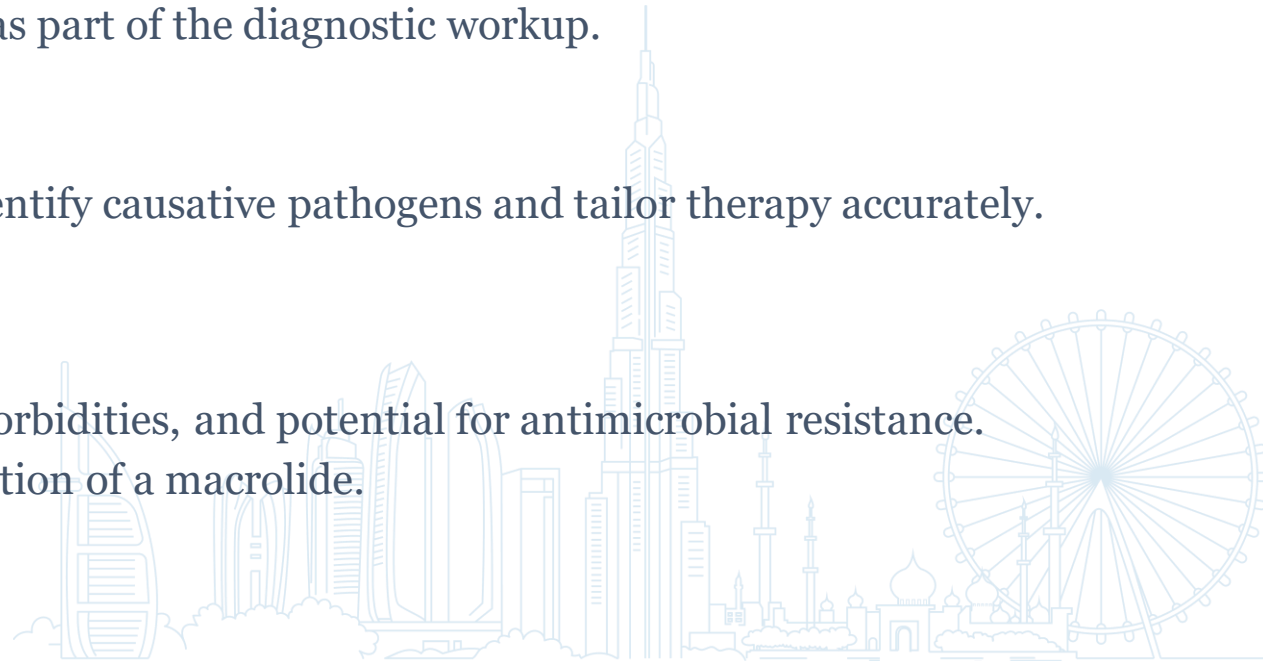 as part of the diagnostic workup.
entify causative pathogens and tailor therapy accurately.
orbidities, and potential for antimicrobial resistance.
tion of a macrolide.